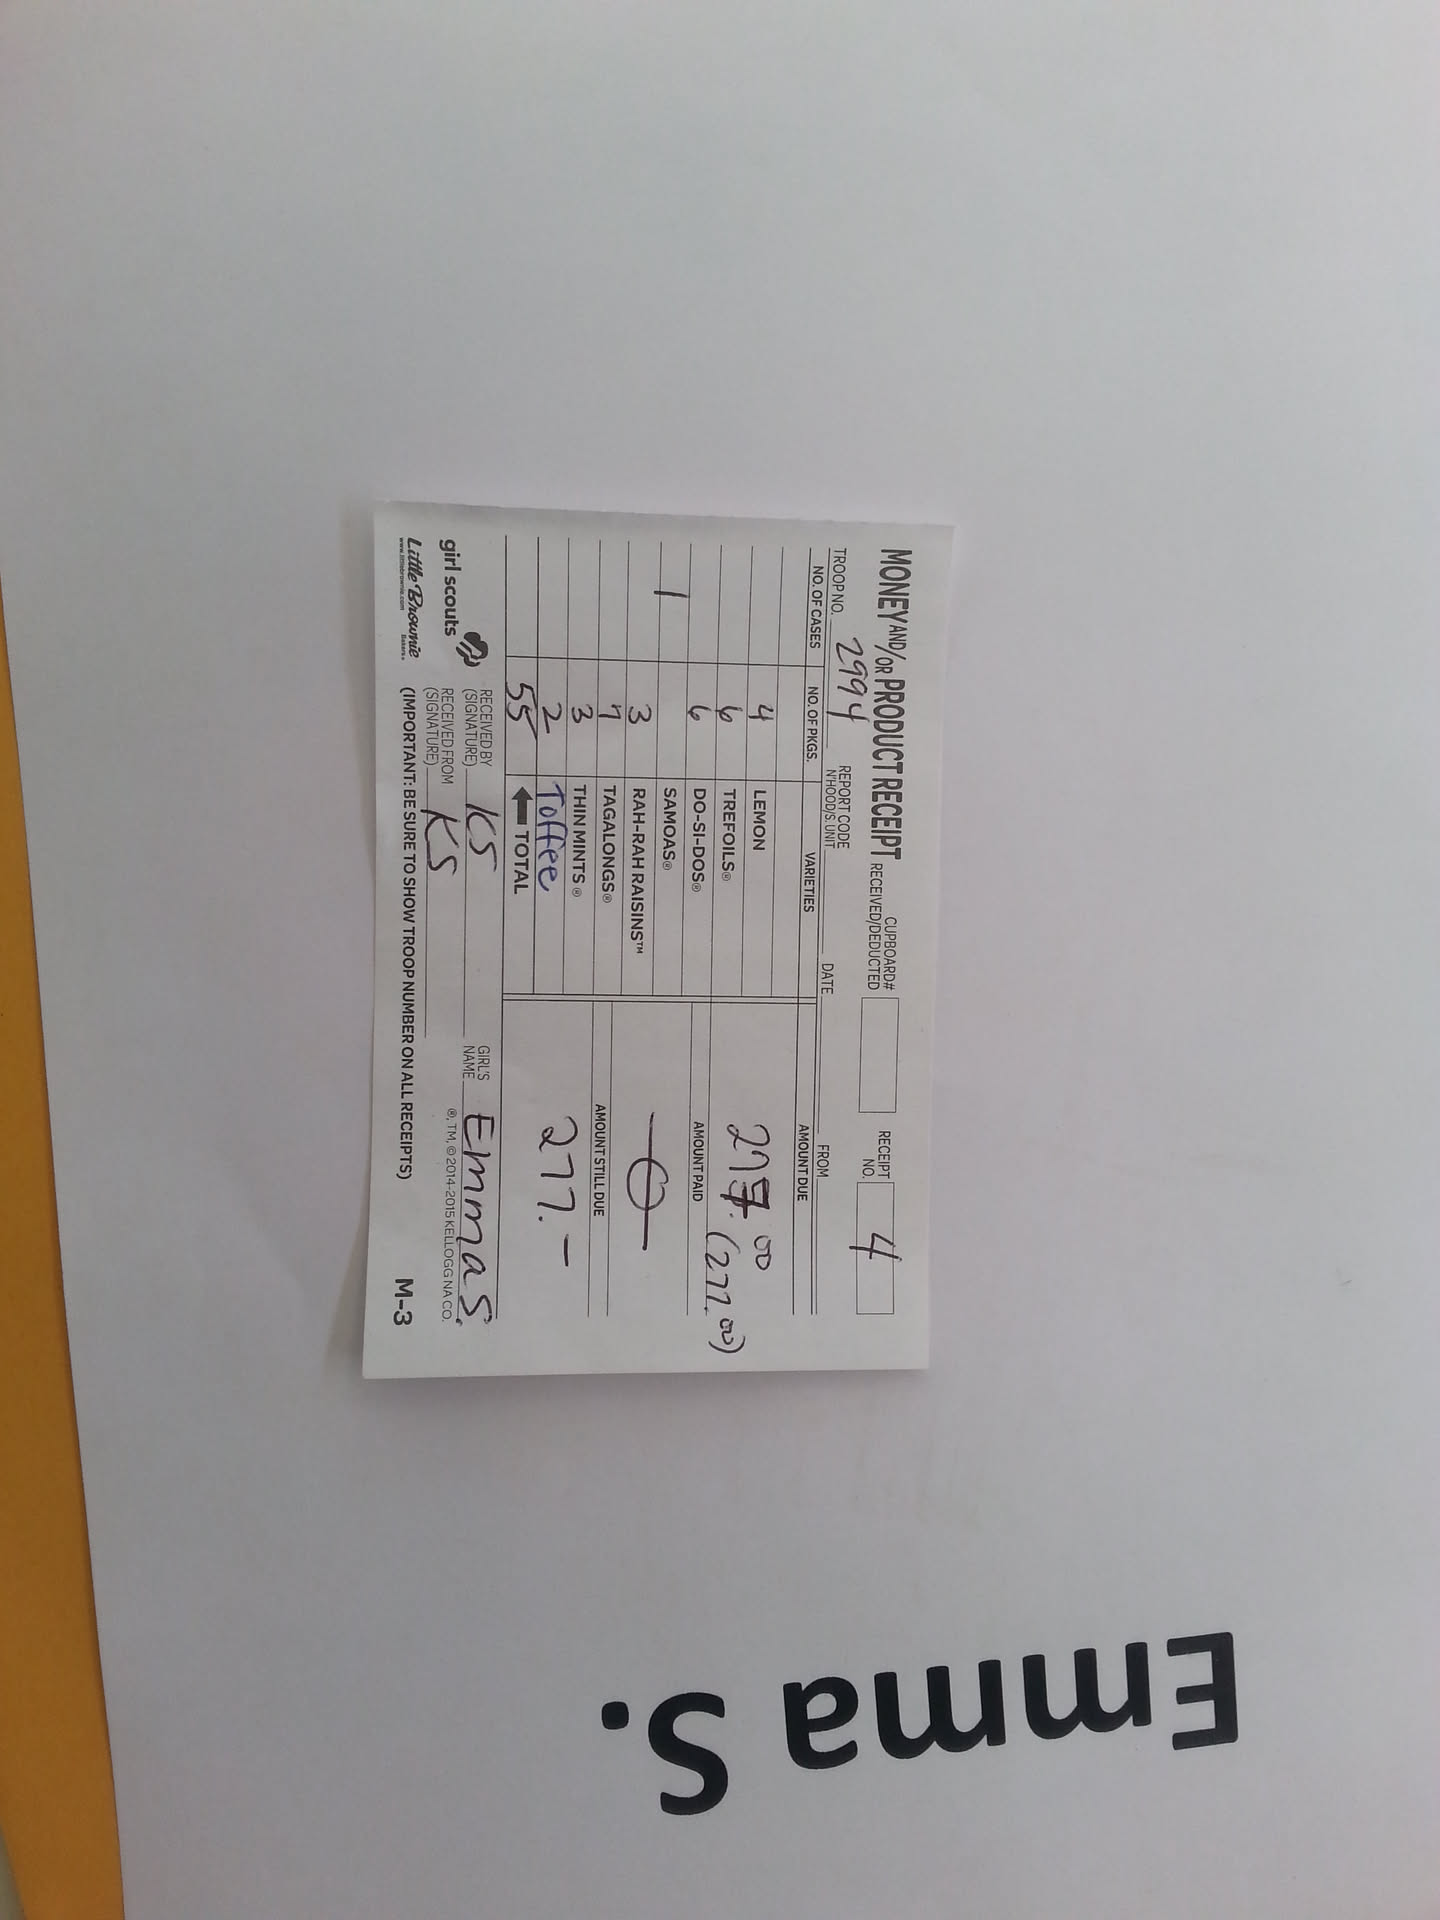 MONEY AND/OR PRODUCT RECEIPT CUPBOARD# RECEIVED/DEDUCTED RECEIPT NO. 4
TROOP NO. 2994 REPORT CODE N'HOOD/S. UNIT DATE FROM
NO. OF CASES NO. OF PKGS. VARIETIES AMOUNT DUE
4 LEMON
6 TREFOILS® .00 (277.00)
6 DO-SI-DOS® AMOUNT PAID
1 SAMOAS®
3 RAH-RAH RAISINS™
7 TAGALONGS® AMOUNT STILL DUE
3 THIN MINTS®
2 Toffee 277.-
55 TOTAL
RECEIVED BY (SIGNATURE) KS GIRL'S NAME Emma S.
RECEIVED FROM (SIGNATURE) KS ®, TM, © 2014-2015 KELLOGG NA CO.
girl scouts
Little Brownie Bakers®
www.littlebrownie.com
(IMPORTANT: BE SURE TO SHOW TROOP NUMBER ON ALL RECEIPTS) M-3
Emma S.